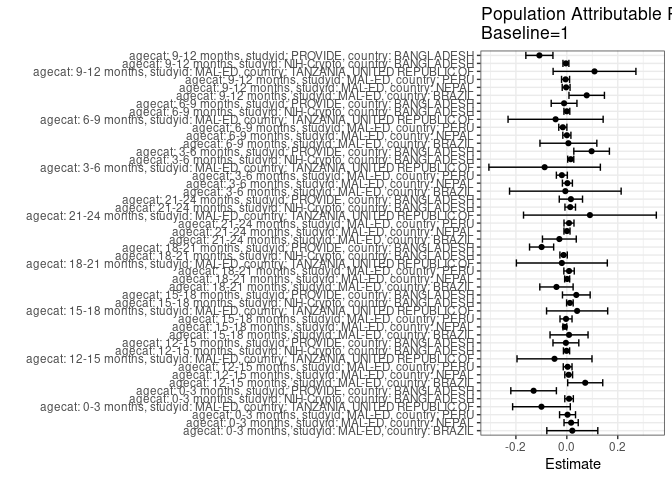 Population Attributable
Baseline=1
agecat: 9-12 months, studyid: PROVIDE, country: BANGLADESH
agecat: 9-12 months, studyid: NIH-Crypto, country: BANGLADESH
agecat: 9-12 months, studyid: MAL-ED, country: TANZANIA, UNITED REPUBLIC OF
agecat: 9-12 months, studyid: MAL-ED, country: PERU
agecat: 9-12 months, studyid: MAL-ED, country: NEPAL
agecat: 9-12 months, studyid: MAL-ED, country: BRAZIL
agecat: 6-9 months, studyid: PROVIDE, country: BANGLADESH
agecat: 6-9 months, studyid: NIH-Crypto, country: BANGLADESH
agecat: 6-9 months, studyid: MAL-ED, country: TANZANIA, UNITED REPUBLIC OF
agecat: 6-9 months, studyid: MAL-ED, country: PERU
agecat: 6-9 months, studyid: MAL-ED, country: NEPAL
agecat: 6-9 months, studyid: MAL-ED, country: BRAZIL
agecat: 3-6 months, studyid: PROVIDE, country: BANGLADESH
agecat: 3-6 months, studyid: NIH-Crypto, country: BANGLADESH
agecat: 3-6 months, studyid: MAL-ED, country: TANZANIA, UNITED REPUBLIC OF
agecat: 3-6 months, studyid: MAL-ED, country: PERU
agecat: 3-6 months, studyid: MAL-ED, country: NEPAL
agecat: 3-6 months, studyid: MAL-ED, country: BRAZIL
agecat: 21-24 months, studyid: PROVIDE, country: BANGLADESH
agecat: 21-24 months, studyid: NIH-Crypto, country: BANGLADESH
agecat: 21-24 months, studyid: MAL-ED, country: TANZANIA, UNITED REPUBLIC OF
agecat: 21-24 months, studyid: MAL-ED, country: PERU
agecat: 21-24 months, studyid: MAL-ED, country: NEPAL
agecat: 21-24 months, studyid: MAL-ED, country: BRAZIL
agecat: 18-21 months, studyid: PROVIDE, country: BANGLADESH
agecat: 18-21 months, studyid: NIH-Crypto, country: BANGLADESH
agecat: 18-21 months, studyid: MAL-ED, country: TANZANIA, UNITED REPUBLIC OF
agecat: 18-21 months, studyid: MAL-ED, country: PERU
agecat: 18-21 months, studyid: MAL-ED, country: NEPAL
agecat: 18-21 months, studyid: MAL-ED, country: BRAZIL
agecat: 15-18 months, studyid: PROVIDE, country: BANGLADESH
agecat: 15-18 months, studyid: NIH-Crypto, country: BANGLADESH
agecat: 15-18 months, studyid: MAL-ED, country: TANZANIA, UNITED REPUBLIC OF
agecat: 15-18 months, studyid: MAL-ED, country: PERU
agecat: 15-18 months, studyid: MAL-ED, country: NEPAL
agecat: 15-18 months, studyid: MAL-ED, country: BRAZIL
agecat: 12-15 months, studyid: PROVIDE, country: BANGLADESH
agecat: 12-15 months, studyid: NIH-Crypto, country: BANGLADESH
agecat: 12-15 months, studyid: MAL-ED, country: TANZANIA, UNITED REPUBLIC OF
agecat: 12-15 months, studyid: MAL-ED, country: PERU
agecat: 12-15 months, studyid: MAL-ED, country: NEPAL
agecat: 12-15 months, studyid: MAL-ED, country: BRAZIL
agecat: 0-3 months, studyid: PROVIDE, country: BANGLADESH
agecat: 0-3 months, studyid: NIH-Crypto, country: BANGLADESH
agecat: 0-3 months, studyid: MAL-ED, country: TANZANIA, UNITED REPUBLIC OF
agecat: 0-3 months, studyid: MAL-ED, country: PERU
agecat: 0-3 months, studyid: MAL-ED, country: NEPAL
agecat: 0-3 months, studyid: MAL-ED, country: BRAZIL
-0.2 0.0 0.2
Estimate